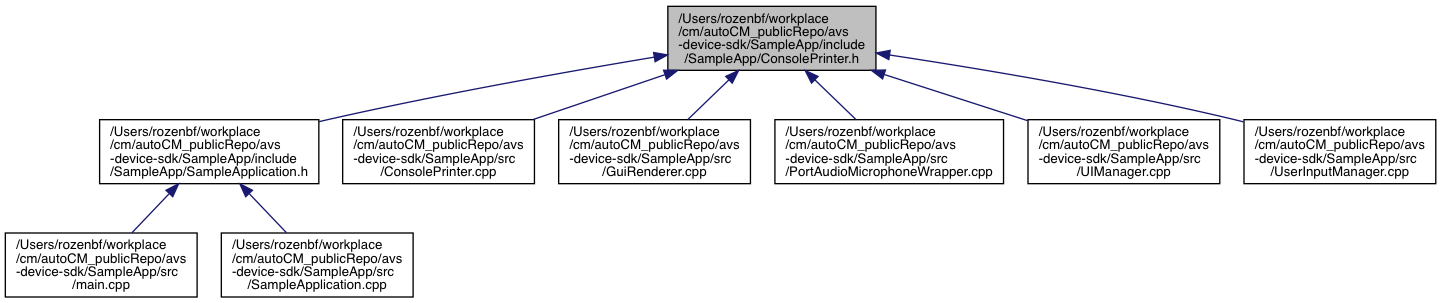 /Users/rozenbf/workplace
/cm/autoCM_publicRepo/avs
-device-sdk/SampleApp/include
/SampleApp/ConsolePrinter.h
/Users/rozenbf/workplace
/cm/autoCM_publicRepo/avs
-device-sdk/SampleApp/include
/SampleApp/SampleApplication.h
/Users/rozenbf/workplace
/cm/autoCM_publicRepo/avs
-device-sdk/SampleApp/src
/ConsolePrinter.cpp
/Users/rozenbf/workplace
/cm/autoCM_publicRepo/avs
-device-sdk/SampleApp/src
/GuiRenderer.cpp
/Users/rozenbf/workplace
/cm/autoCM_publicRepo/avs
-device-sdk/SampleApp/src
/PortAudioMicrophoneWrapper.cpp
/Users/rozenbf/workplace
/cm/autoCM_publicRepo/avs
-device-sdk/SampleApp/src
/UIManager.cpp
/Users/rozenbf/workplace
/cm/autoCM_publicRepo/avs
-device-sdk/SampleApp/src
/UserInputManager.cpp
/Users/rozenbf/workplace
/cm/autoCM_publicRepo/avs
-device-sdk/SampleApp/src
/main.cpp
/Users/rozenbf/workplace
/cm/autoCM_publicRepo/avs
-device-sdk/SampleApp/src
/SampleApplication.cpp